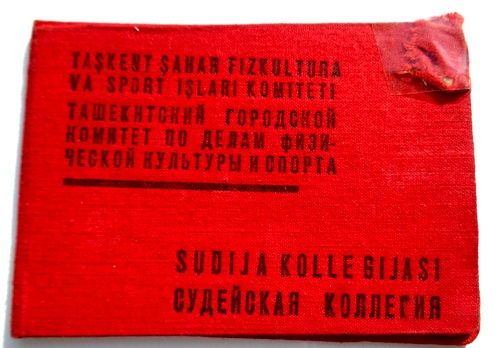 TAŞKENT ŞAHAR FIZKULTURA
VA SPORT IŞLARI KOMITETI
ТАШКЕНТСКИЙ ГОРОДСКОЙ
КОМИТЕТ ПО ДЕЛАМ ФИЗИ-
ЧЕСКОЙ КУЛЬТУРЫ И СПОРТА
SUDIJA KOLLEGIJASI
СУДЕЙСКАЯ КОЛЛЕГИЯ